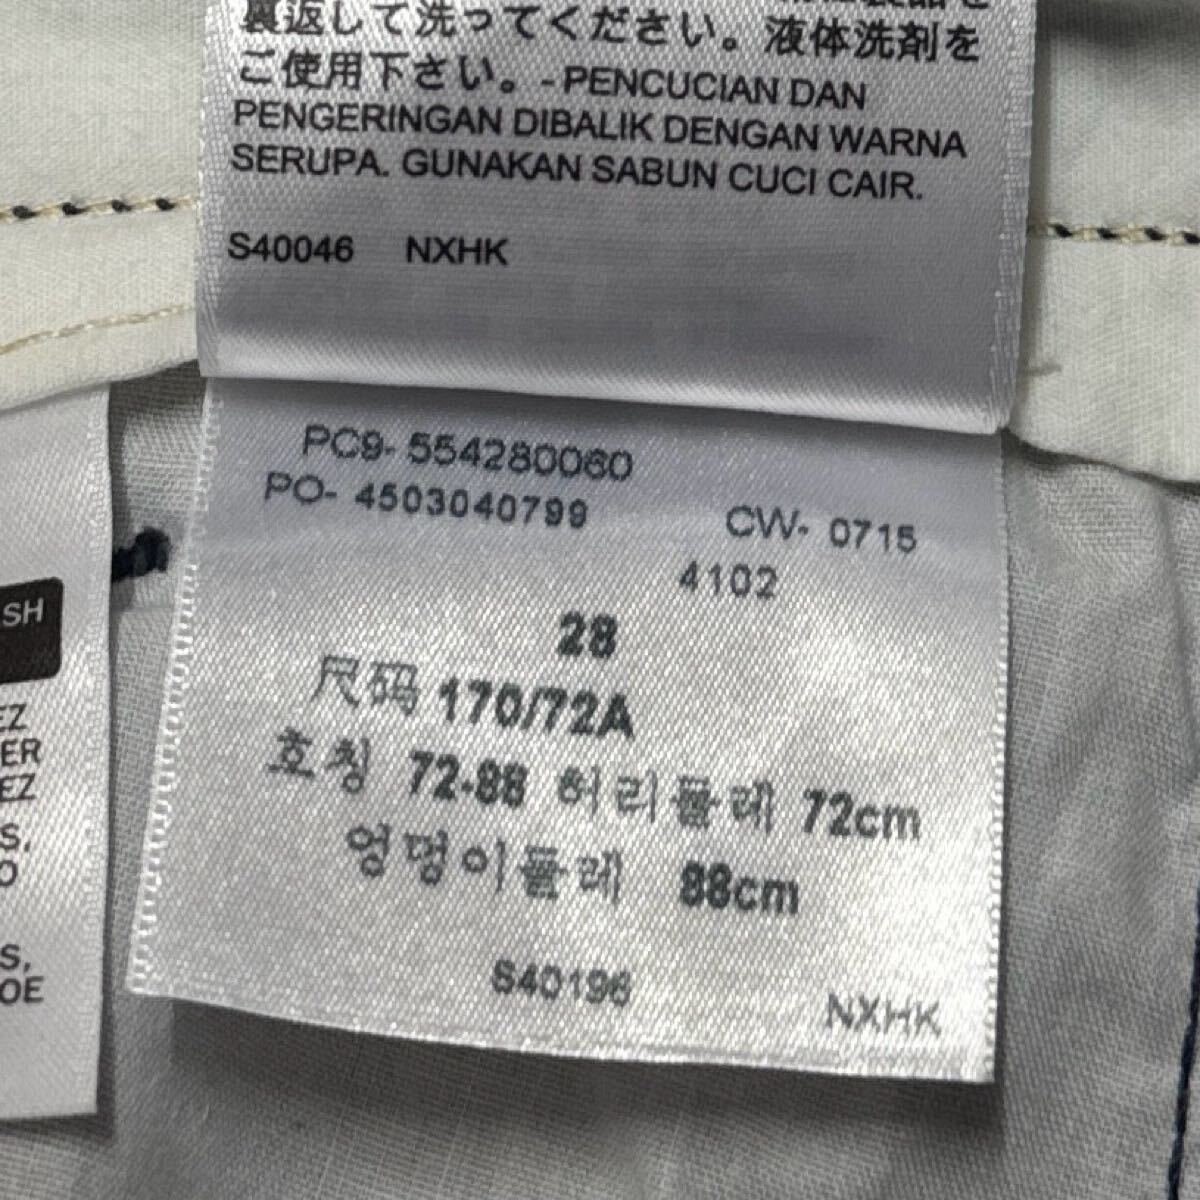 裏返して洗ってください。液体洗剤を
ご使用下さい。- PENCUCIAN DAN
PENGERINGAN DIBALIK DENGAN WARNA
SERUPA. GUNAKAN SABUN CUCI CAIR.
S40046 NXHK
PC9- 554280060
PO- 4503040799
CW- 0715
4102
28
尺码 170/72A
호칭 72-88 허리둘레 72cm
엉덩이둘레 88cm
S40196 NXHK
SH
EZ
ER
EZ
S,
O
S,
OE